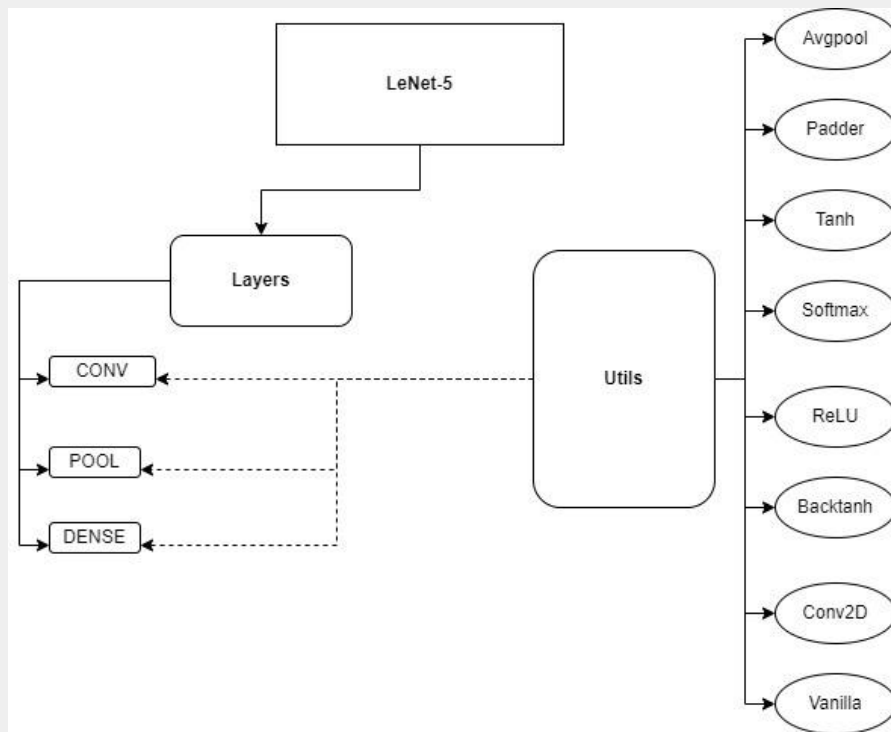 LeNet-5
Layers
CONV
POOL
DENSE
Utils
Avgpool
Padder
Tanh
Softmax
ReLU
Backtanh
Conv2D
Vanilla